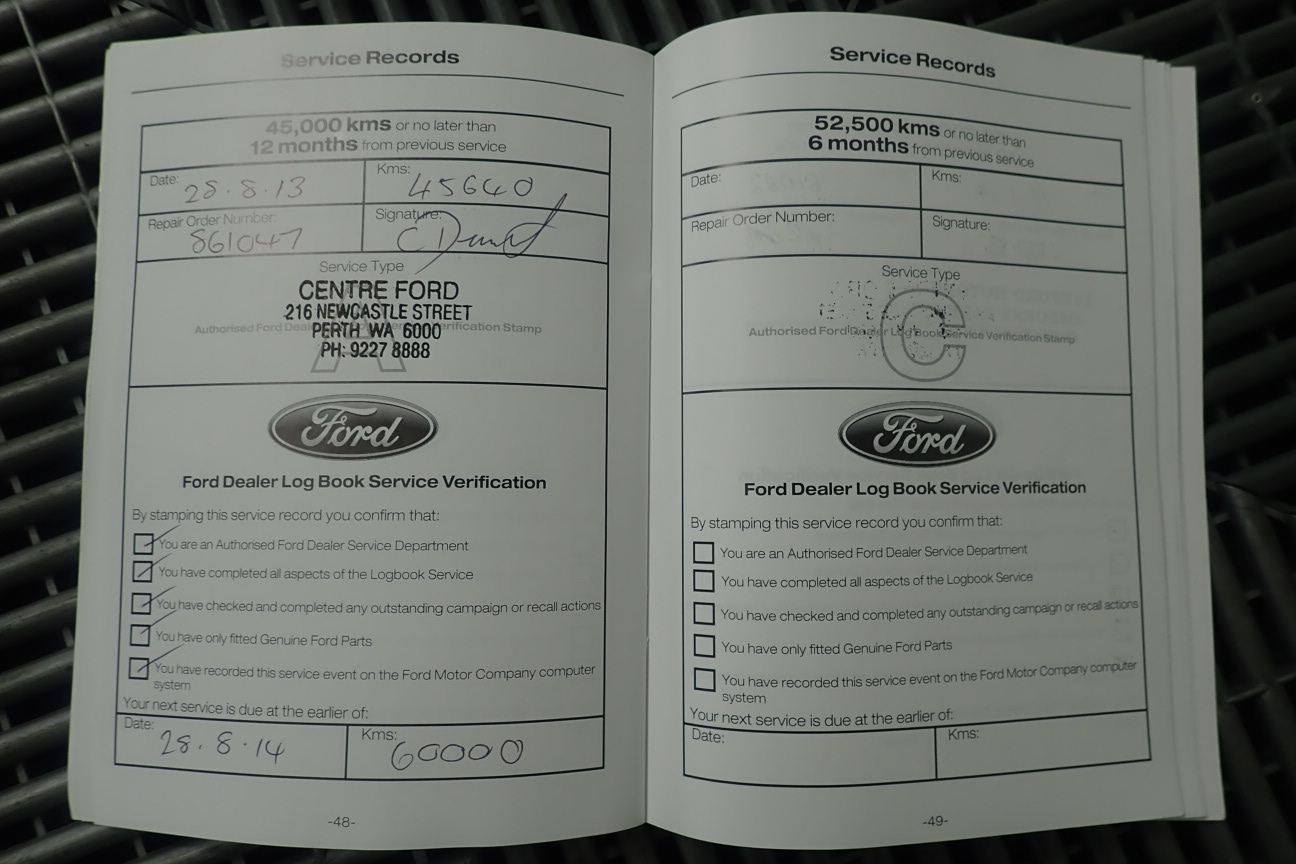 Service Records
45,000 kms or no later than
12 months from previous service
Date: 28.8.13
Kms: 45640
Repair Order Number: 861047
Signature:
Service Type
CENTRE FORD
216 NEWCASTLE STREET
PERTH WA 6000
PH: 9227 8888
A
Authorised Ford Dealer Log Book Service Verification Stamp
Ford
Ford Dealer Log Book Service Verification
By stamping this service record you confirm that:
You are an Authorised Ford Dealer Service Department
You have completed all aspects of the Logbook Service
You have checked and completed any outstanding campaign or recall actions
You have only fitted Genuine Ford Parts
You have recorded this service event on the Ford Motor Company computer
system
Your next service is due at the earlier of:
Date: 28.8.14
Kms: 60000
-48-
Service Records
52,500 kms or no later than
6 months from previous service
Date:
Kms:
Repair Order Number:
Signature:
Service Type
C
Authorised Ford Dealer Log Book Service Verification Stamp
Ford
Ford Dealer Log Book Service Verification
By stamping this service record you confirm that:
You are an Authorised Ford Dealer Service Department
You have completed all aspects of the Logbook Service
You have checked and completed any outstanding campaign or recall actions
You have only fitted Genuine Ford Parts
You have recorded this service event on the Ford Motor Company computer
system
Your next service is due at the earlier of:
Date:
Kms:
-49-